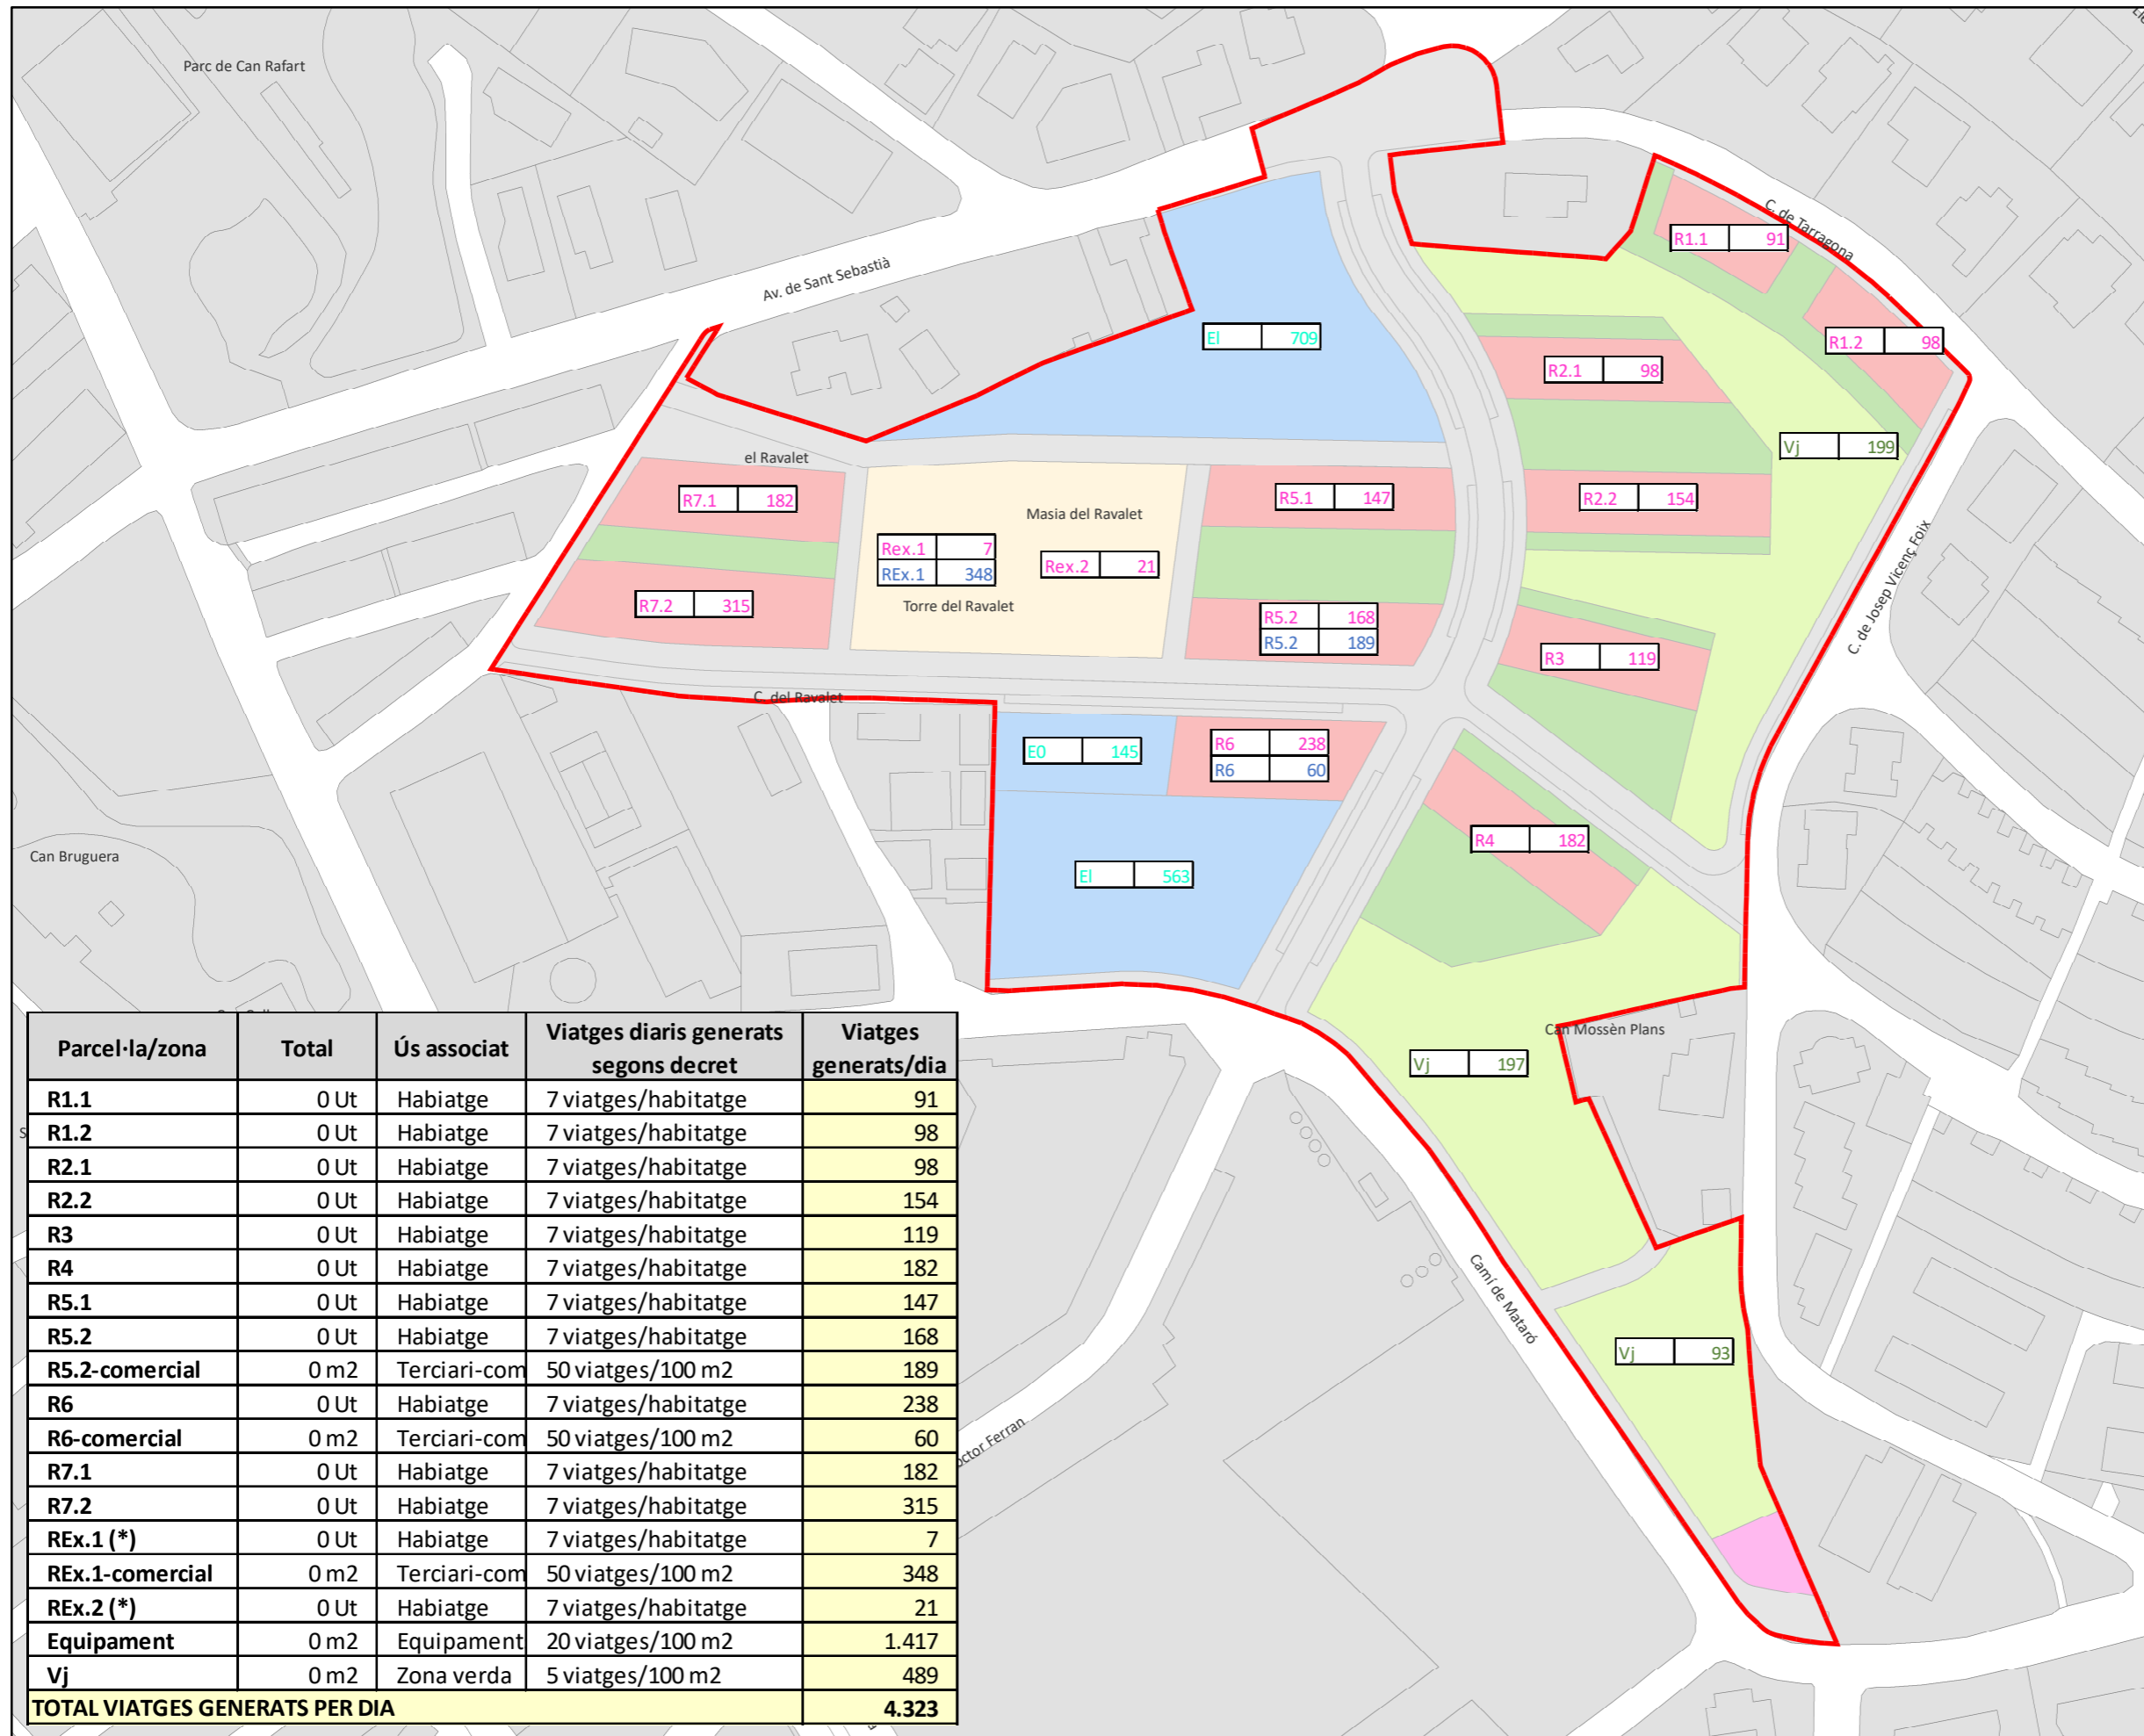 Parc de Can Rafart
C. de Tarragona
R1.1 91
Av. de Sant Sebastià
El 709
R1.2 98
R2.1 98
Vj 199
el Ravalet
R7.1 182
R5.1 147
R2.2 154
Masia del Ravalet
Rex.1 7
REx.1 348
Rex.2 21
C. de Josep Vicenç Foix
R7.2 315
Torre del Ravalet
R5.2 168
R5.2 189
R3 119
C. del Ravalet
E0 145
R6 238
R6 60
R4 182
Can Bruguera
El 563
Can Mossèn Plans
Vj 197
Camí de Mataró
Vj 93
octor Ferran
Parcel·la/zona Total Ús associat Viatges diaris generats segons decret Viatges generats/dia
R1.1 0 Ut Habiatge 7 viatges/habitatge 91
R1.2 0 Ut Habiatge 7 viatges/habitatge 98
R2.1 0 Ut Habiatge 7 viatges/habitatge 98
R2.2 0 Ut Habiatge 7 viatges/habitatge 154
R3 0 Ut Habiatge 7 viatges/habitatge 119
R4 0 Ut Habiatge 7 viatges/habitatge 182
R5.1 0 Ut Habiatge 7 viatges/habitatge 147
R5.2 0 Ut Habiatge 7 viatges/habitatge 168
R5.2-comercial 0 m2 Terciari-com 50 viatges/100 m2 189
R6 0 Ut Habiatge 7 viatges/habitatge 238
R6-comercial 0 m2 Terciari-com 50 viatges/100 m2 60
R7.1 0 Ut Habiatge 7 viatges/habitatge 182
R7.2 0 Ut Habiatge 7 viatges/habitatge 315
REx.1 (*) 0 Ut Habiatge 7 viatges/habitatge 7
REx.1-comercial 0 m2 Terciari-com 50 viatges/100 m2 348
REx.2 (*) 0 Ut Habiatge 7 viatges/habitatge 21
Equipament 0 m2 Equipament 20 viatges/100 m2 1.417
Vj 0 m2 Zona verda 5 viatges/100 m2 489
TOTAL VIATGES GENERATS PER DIA 4.323